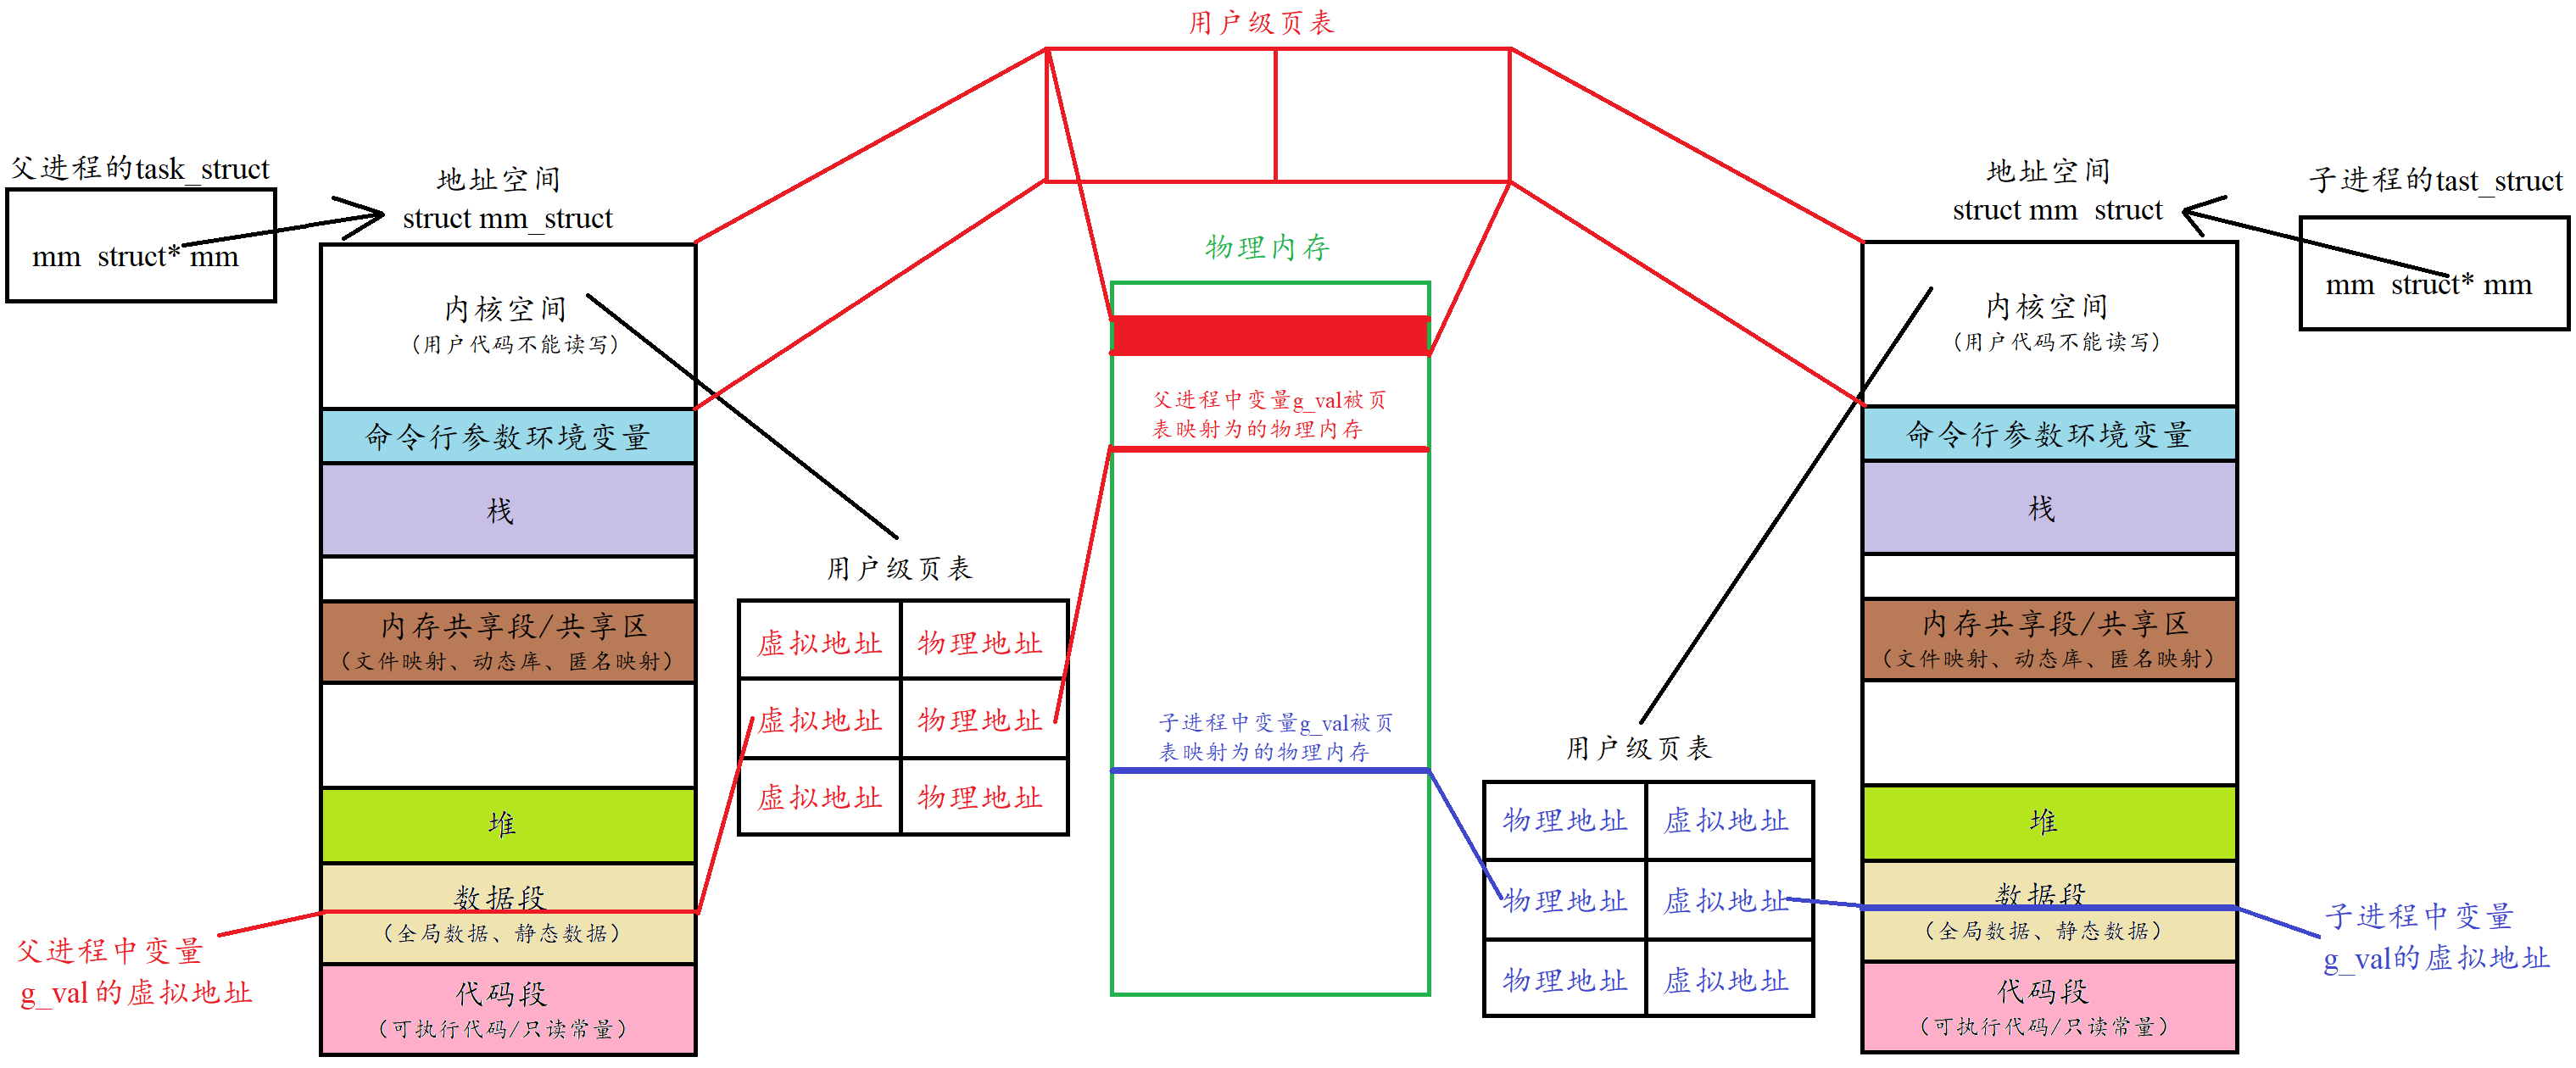 用户级页表
父进程的task_struct
mm_struct* mm
地址空间
struct mm_struct
内核空间
(用户代码不能读写)
命令行参数环境变量
栈
内存共享段/共享区
(文件映射、动态库、匿名映射)
堆
数据段
(全局数据、静态数据)
代码段
(可执行代码/只读常量)
父进程中变量
g_val的虚拟地址
用户级页表
虚拟地址 物理地址
虚拟地址 物理地址
虚拟地址 物理地址
物理内存
父进程中变量g_val被页
表映射为的物理内存
子进程中变量g_val被页
表映射为的物理内存
用户级页表
物理地址 虚拟地址
物理地址 虚拟地址
物理地址 虚拟地址
地址空间
struct mm_struct
内核空间
(用户代码不能读写)
命令行参数环境变量
栈
内存共享段/共享区
(文件映射、动态库、匿名映射)
堆
数据段
(全局数据、静态数据)
代码段
(可执行代码/只读常量)
子进程的tast_struct
mm_struct* mm
子进程中变量
g_val的虚拟地址